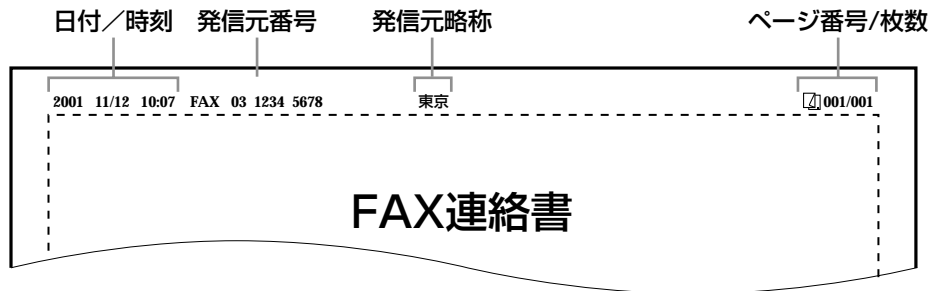 日付／時刻 発信元番号 発信元略称 ページ番号/枚数
2001 11/12 10:07 FAX 03 1234 5678 東京 001/001
FAX連絡書